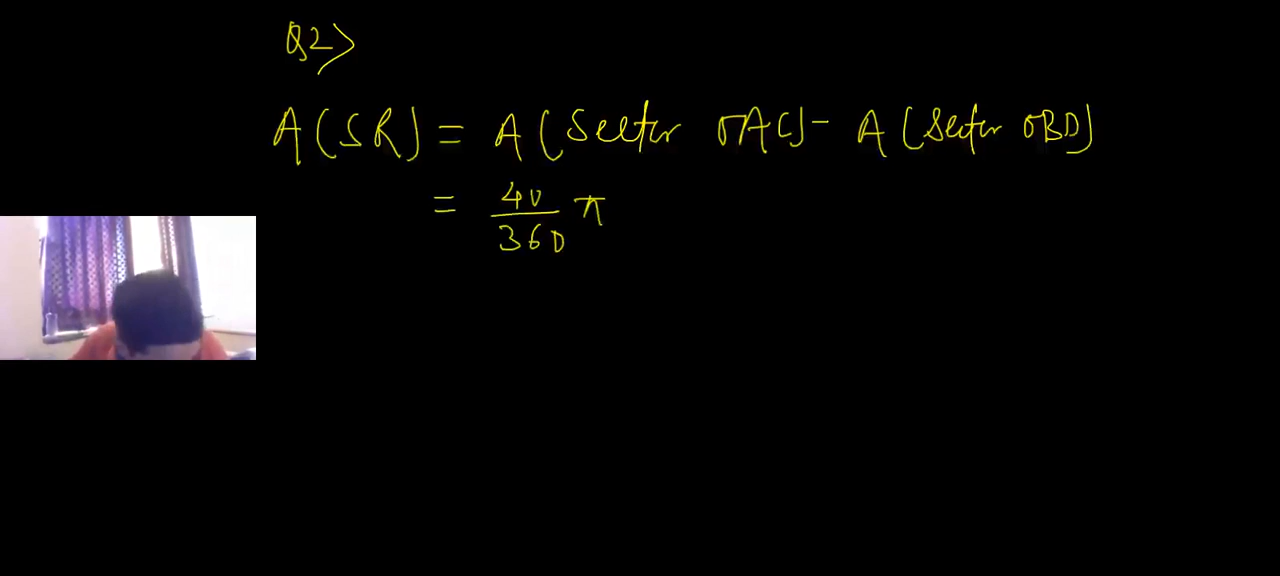 Q2>
A(SR) = A(Sector OAC) - A(Sector OBD)
= 40/360 π